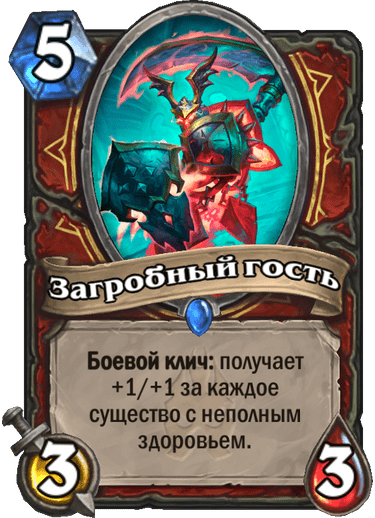 5
Загробный гость
Боевой клич: получает
+1/+1 за каждое
существо с неполным
здоровьем.
3
3